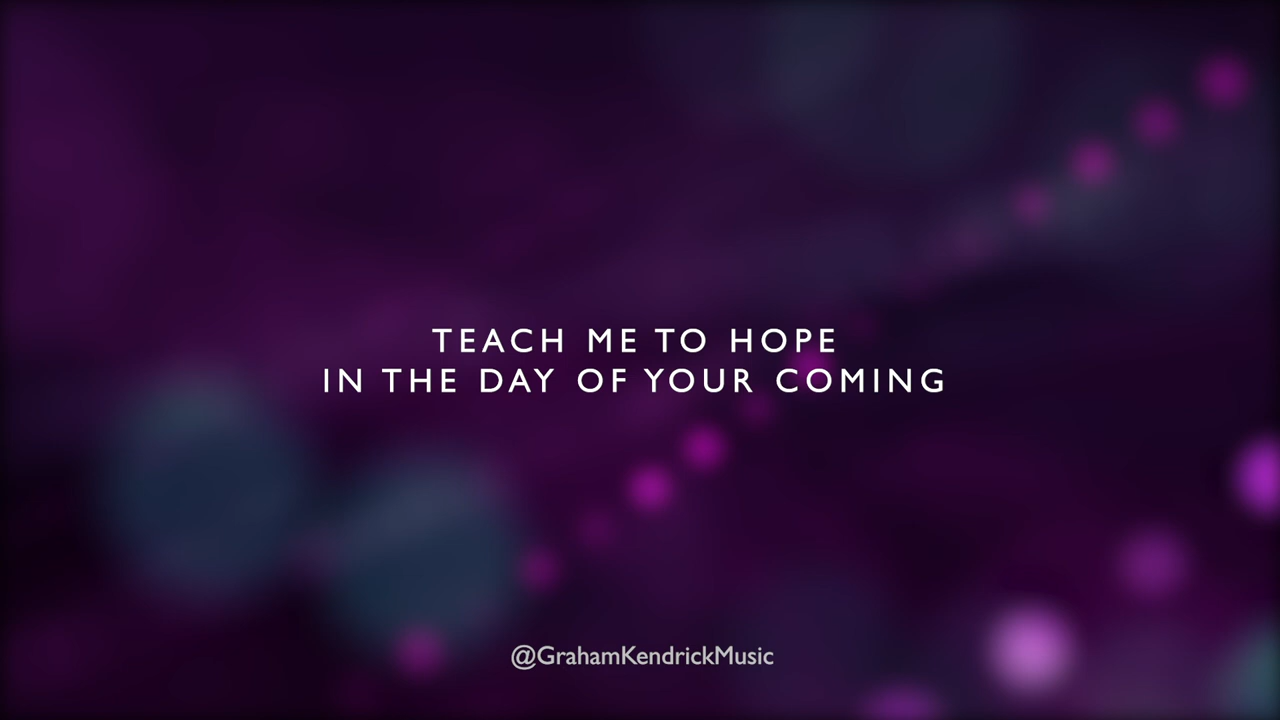 TEACH ME TO HOPE
IN THE DAY OF YOUR COMING
@GrahamKendrickMusic